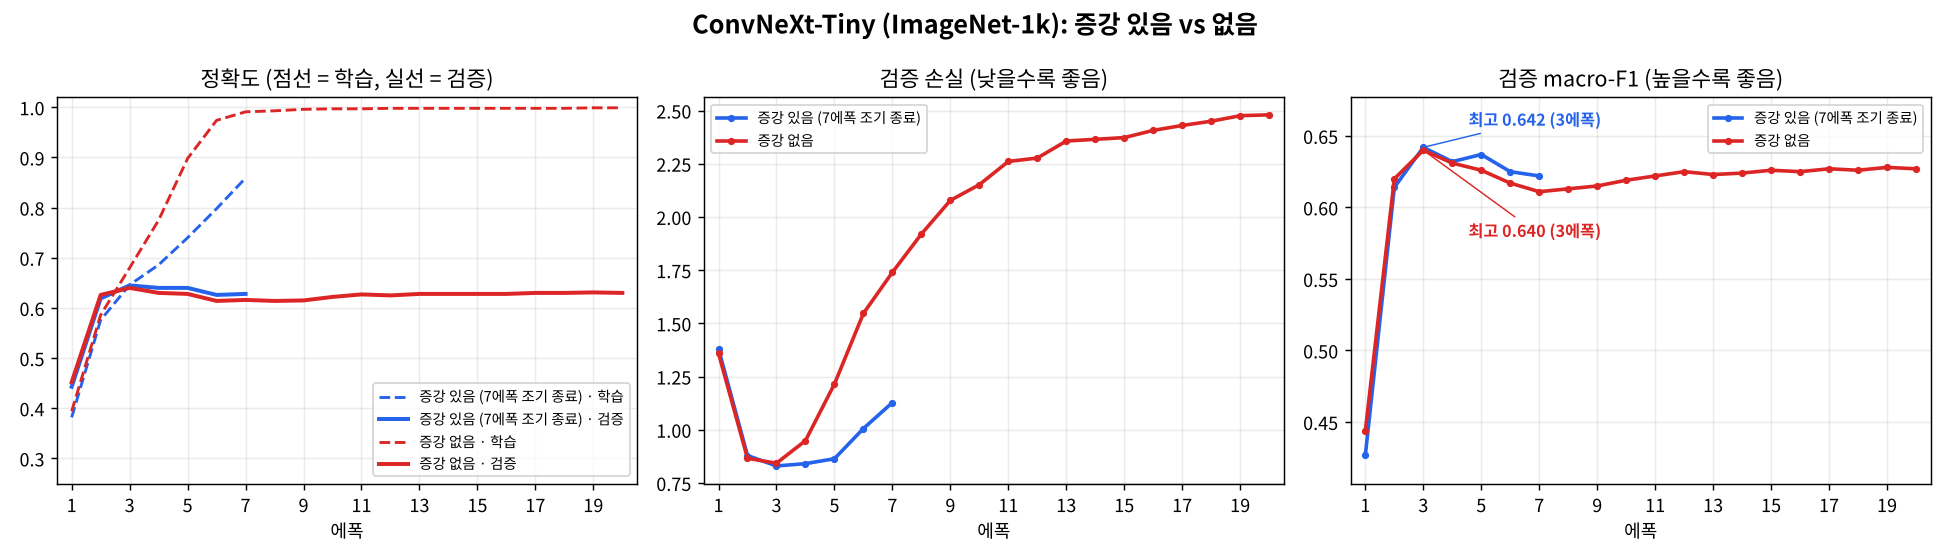 ConvNeXt-Tiny (ImageNet-1k): 증강 있음 vs 없음
정확도 (점선 = 학습, 실선 = 검증)
1.0
0.9
0.8
0.7
0.6
0.5
0.4
0.3
증강 있음 (7에폭 조기 종료) · 학습
증강 있음 (7에폭 조기 종료) · 검증
증강 없음 · 학습
증강 없음 · 검증
1 3 5 7 9 11 13 15 17 19
에폭
검증 손실 (낮을수록 좋음)
2.50
2.25
2.00
1.75
1.50
1.25
1.00
0.75
증강 있음 (7에폭 조기 종료)
증강 없음
1 3 5 7 9 11 13 15 17 19
에폭
검증 macro-F1 (높을수록 좋음)
0.65
0.60
0.55
0.50
0.45
최고 0.642 (3에폭)
증강 있음 (7에폭 조기 종료)
증강 없음
최고 0.640 (3에폭)
1 3 5 7 9 11 13 15 17 19
에폭